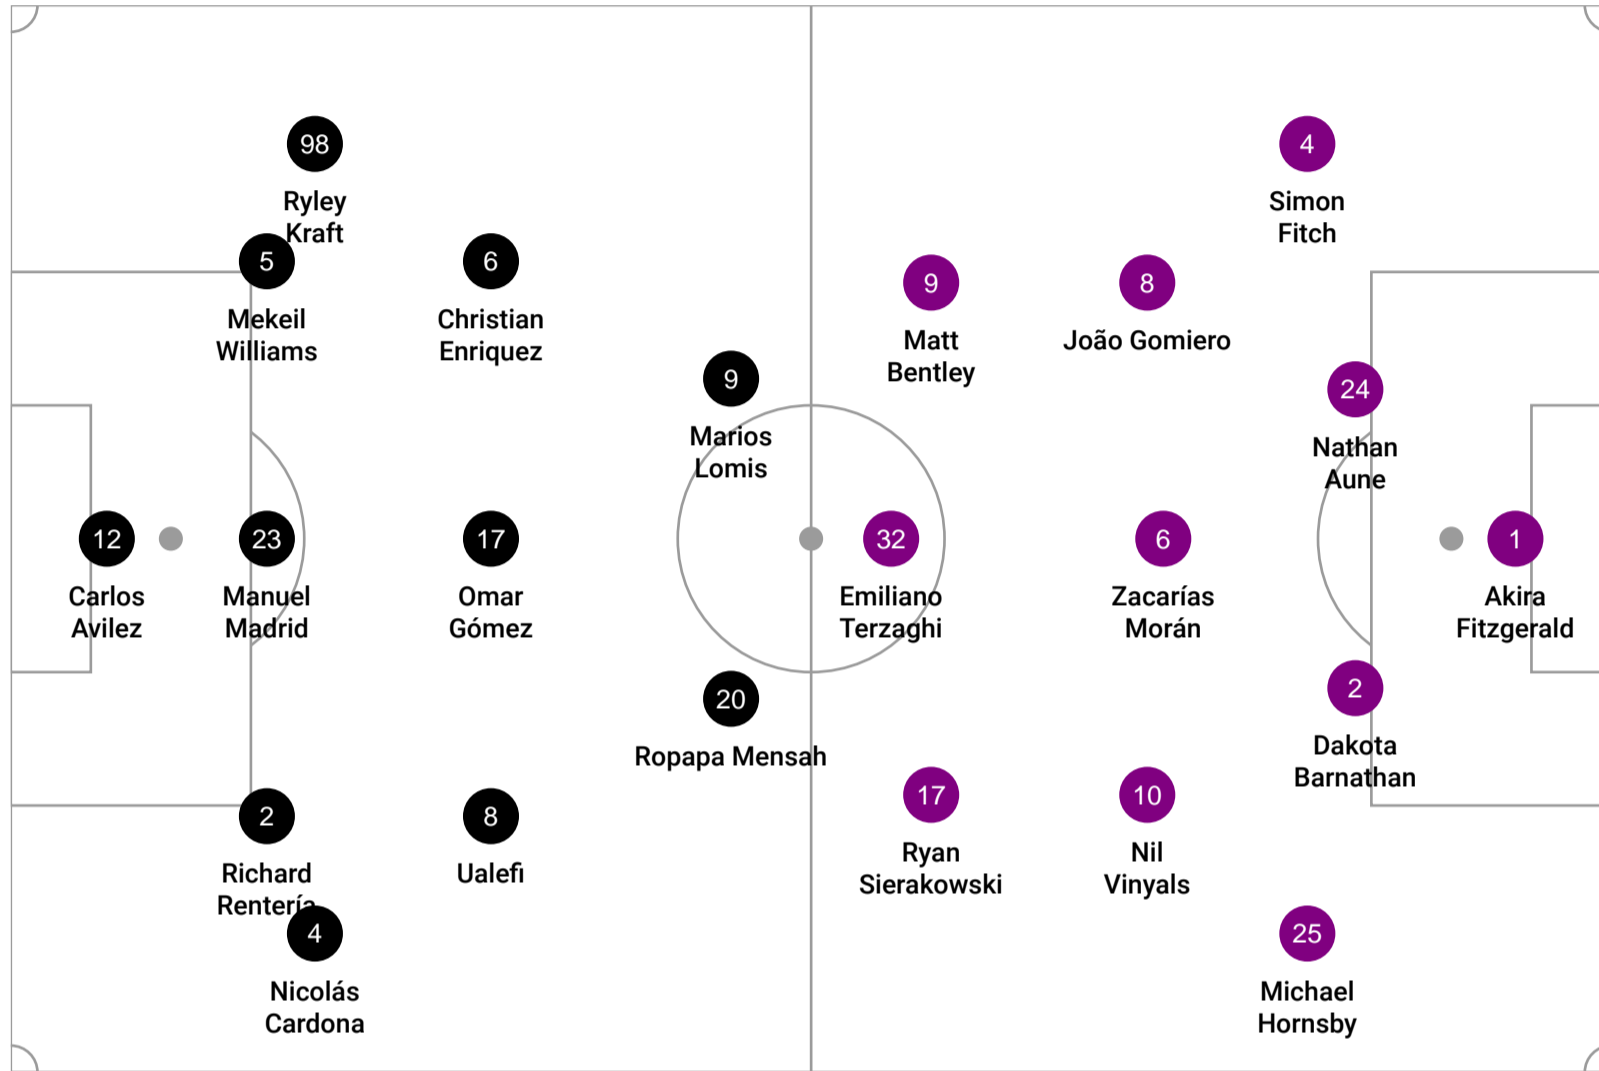 98
Ryley
Kraft
5
Mekeil
Williams
6
Christian
Enriquez
9
Marios
Lomis
12
Carlos
Avilez
23
Manuel
Madrid
17
Omar
Gómez
20
Ropapa Mensah
2
Richard
Rentería
8
Ualefi
4
Nicolás
Cardona
4
Simon
Fitch
9
Matt
Bentley
8
João Gomiero
24
Nathan
Aune
32
Emiliano
Terzaghi
6
Zacarías
Morán
1
Akira
Fitzgerald
2
Dakota
Barnathan
17
Ryan
Sierakowski
10
Nil
Vinyals
25
Michael
Hornsby